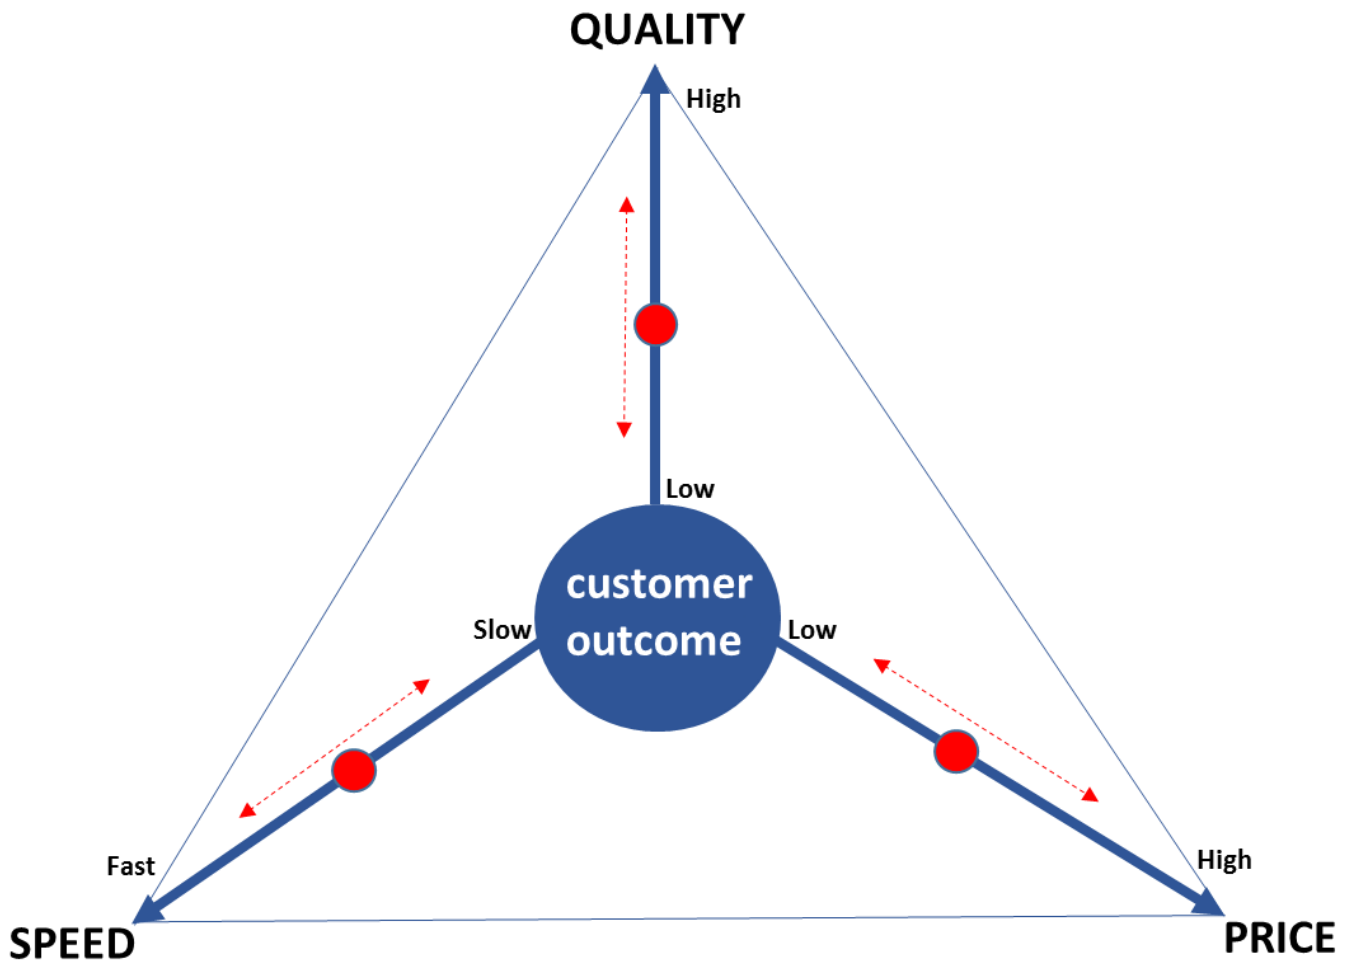 QUALITY
High
Low
customer
outcome
Slow
Low
Fast
High
SPEED
PRICE